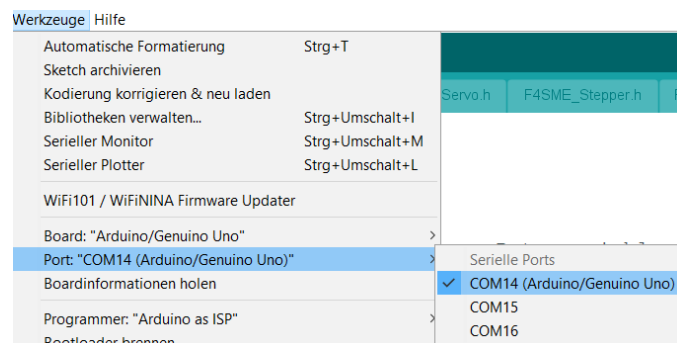 Werkzeuge Hilfe
Automatische Formatierung Strg+T
Sketch archivieren
Kodierung korrigieren & neu laden
Servo.h F4SME_Stepper.h
Bibliotheken verwalten... Strg+Umschalt+I
Serieller Monitor Strg+Umschalt+M
Serieller Plotter Strg+Umschalt+L
WiFi101 / WiFiNINA Firmware Updater
Board: "Arduino/Genuino Uno"
Port: "COM14 (Arduino/Genuino Uno)"
Boardinformationen holen
Programmer: "Arduino as ISP"
Bootloader brennen
Serielle Ports
COM14 (Arduino/Genuino Uno)
COM15
COM16